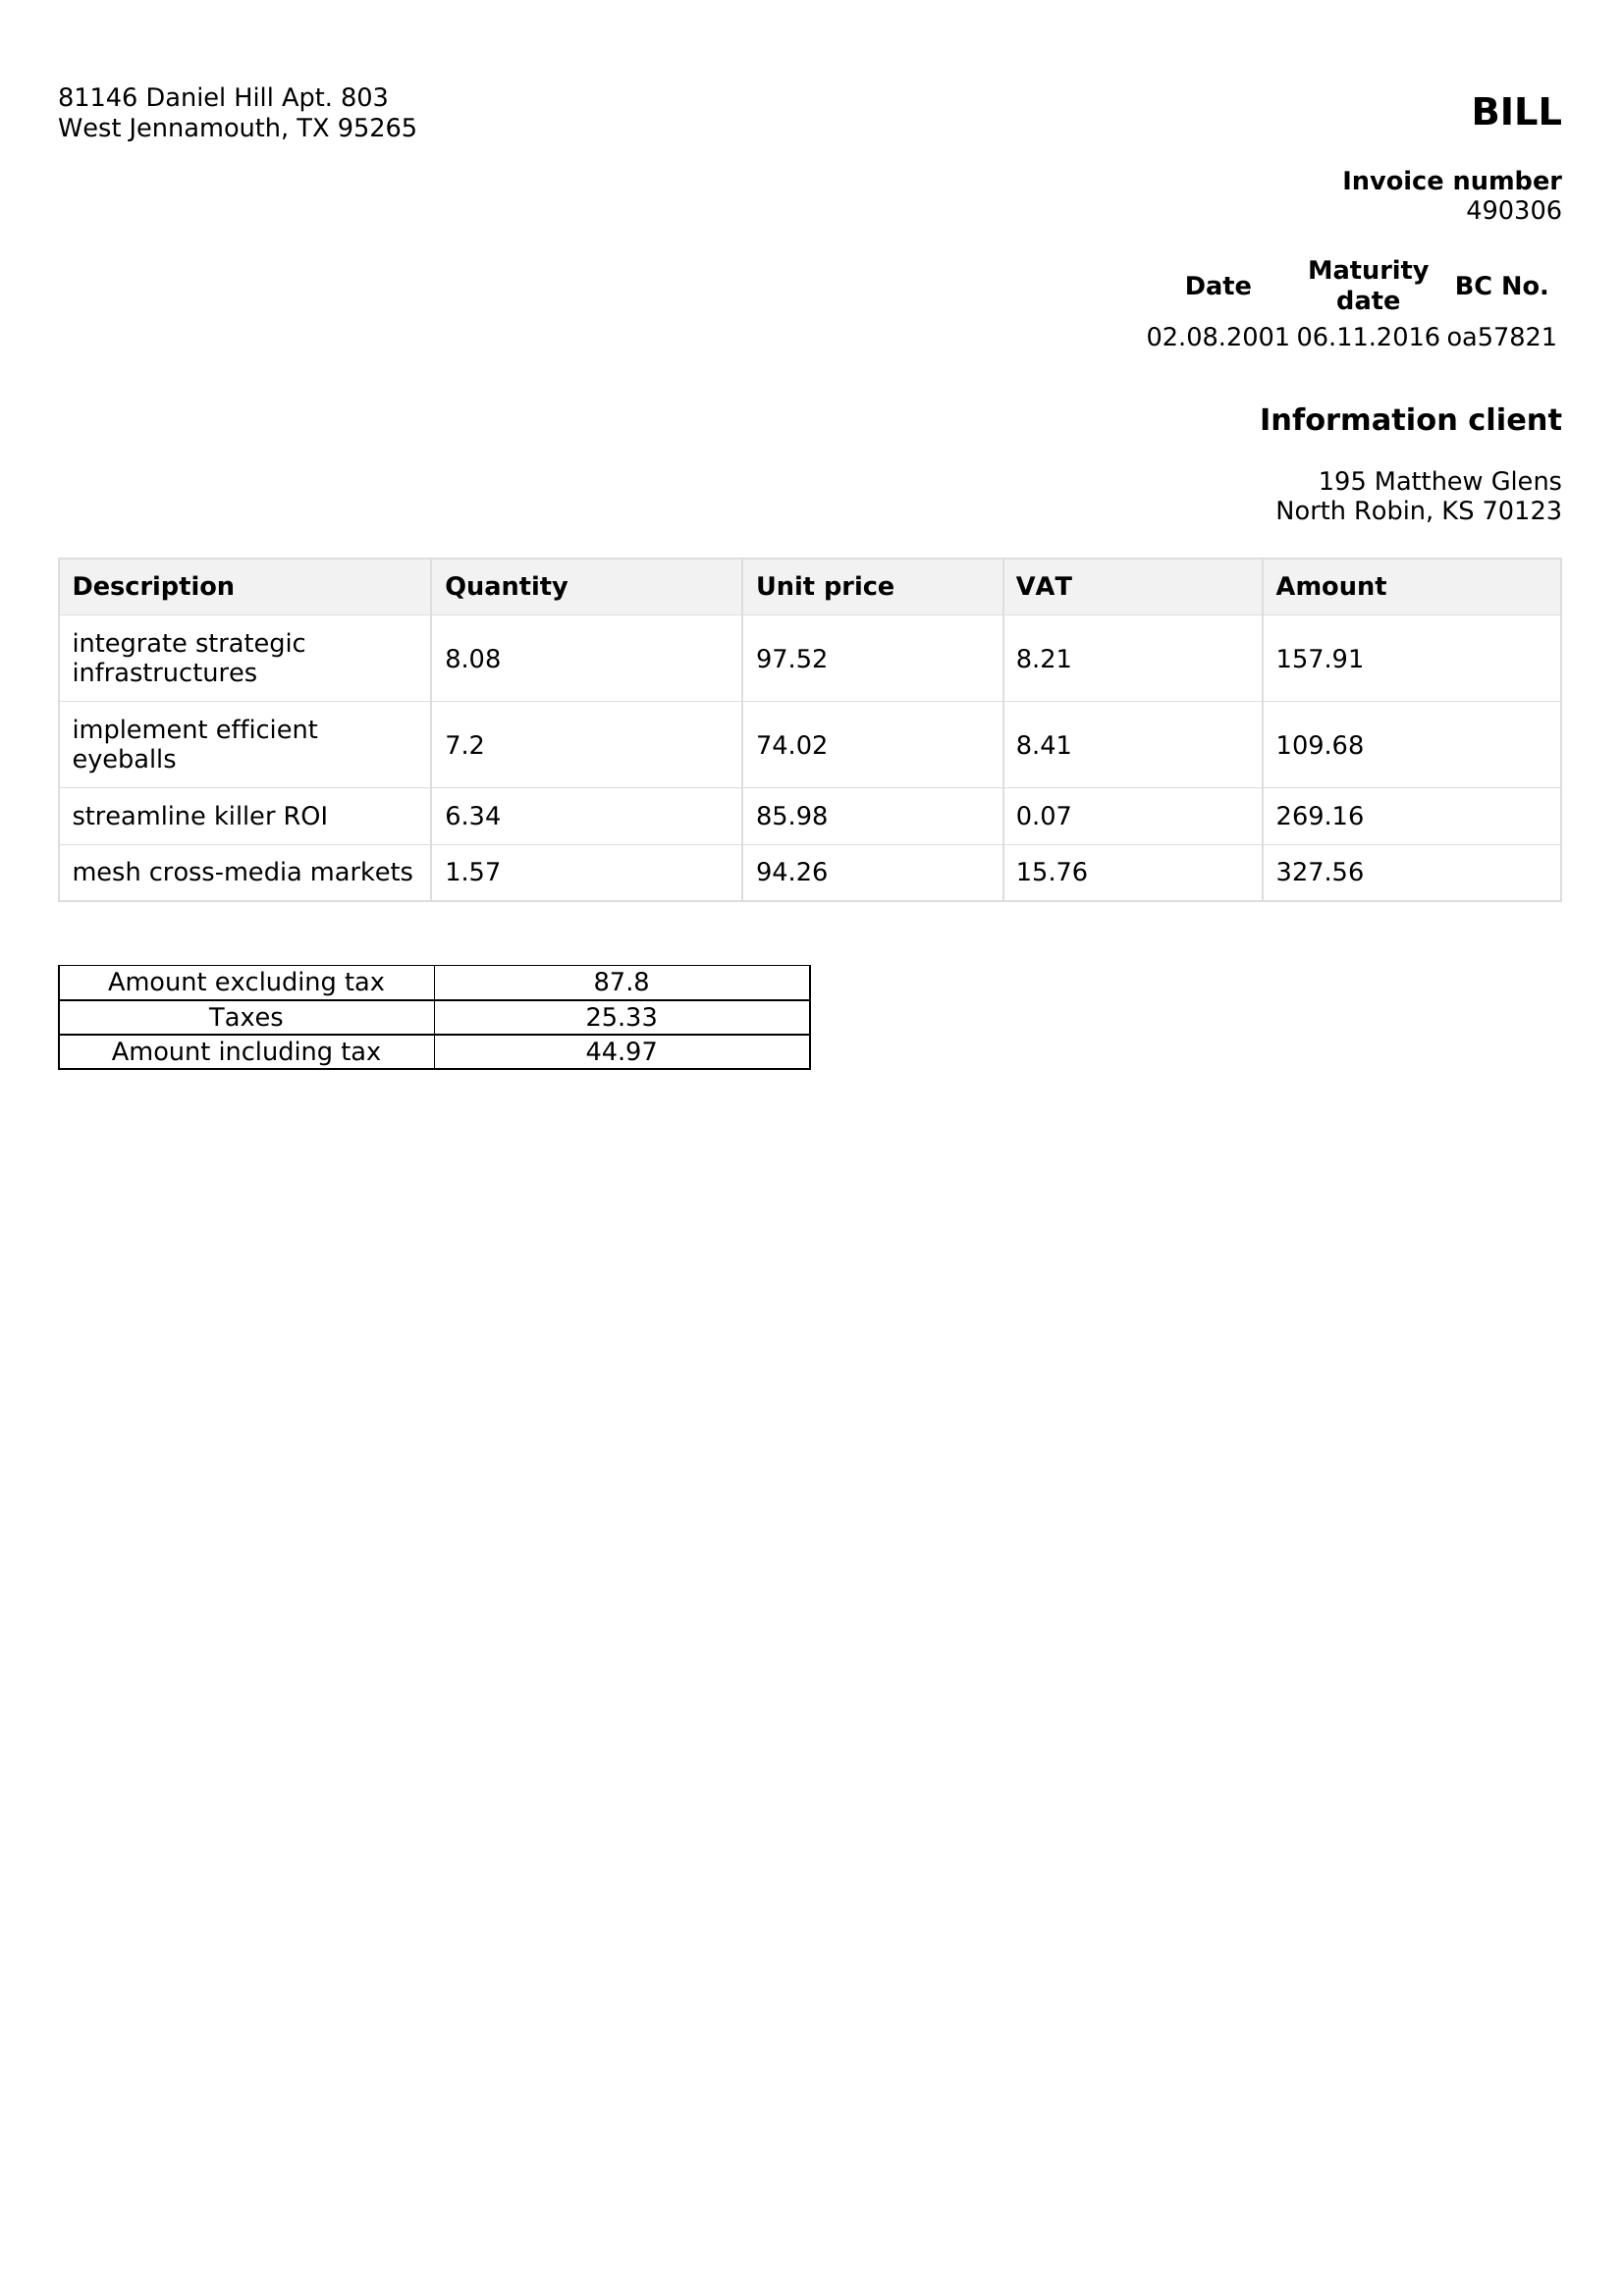 81146 Daniel Hill Apt. 803
West Jennamouth, TX 95265
BILL
Invoice number
490306
Date Maturity date BC No.
02.08.2001 06.11.2016 oa57821
Information client
195 Matthew Glens
North Robin, KS 70123
Description Quantity Unit price VAT Amount
integrate strategic
infrastructures 8.08 97.52 8.21 157.91
implement efficient
eyeballs 7.2 74.02 8.41 109.68
streamline killer ROI 6.34 85.98 0.07 269.16
mesh cross-media markets 1.57 94.26 15.76 327.56
Amount excluding tax 87.8
Taxes 25.33
Amount including tax 44.97